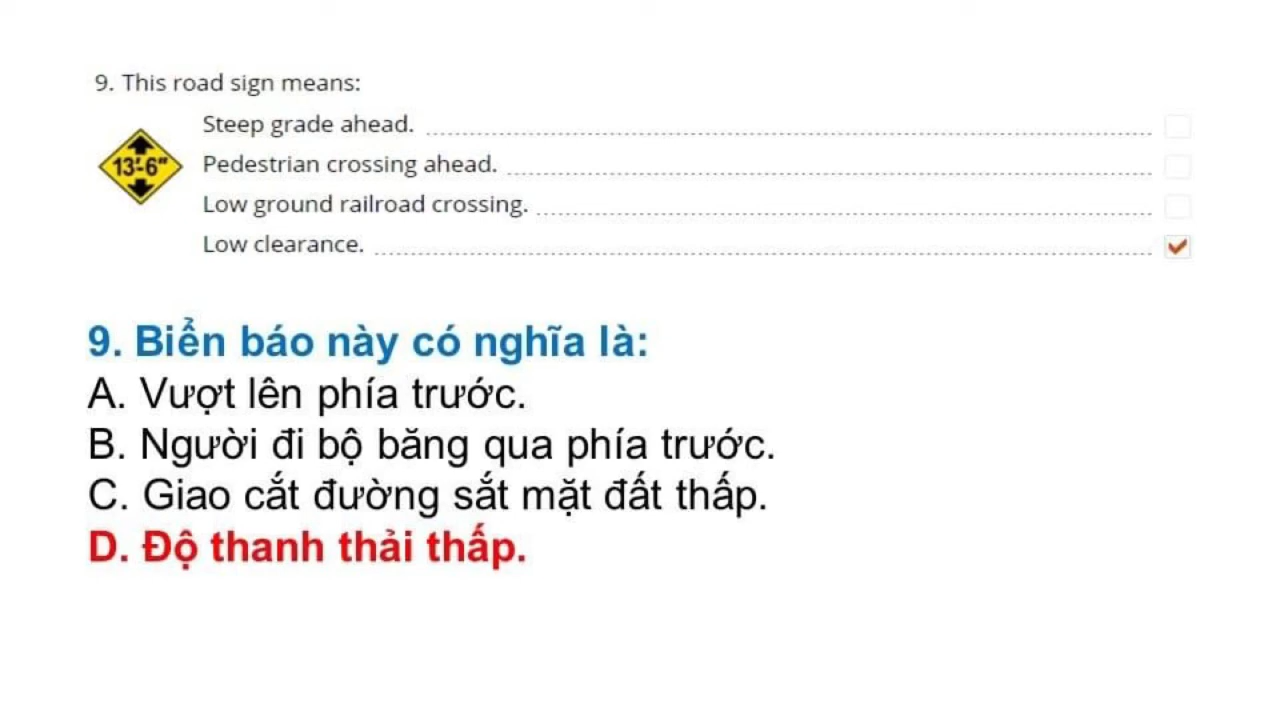 9. This road sign means:
Steep grade ahead.
13'-6"
Pedestrian crossing ahead.
Low ground railroad crossing.
Low clearance.
9. Biển báo này có nghĩa là:
A. Vượt lên phía trước.
B. Người đi bộ băng qua phía trước.
C. Giao cắt đường sắt mặt đất thấp.
D. Độ thanh thải thấp.